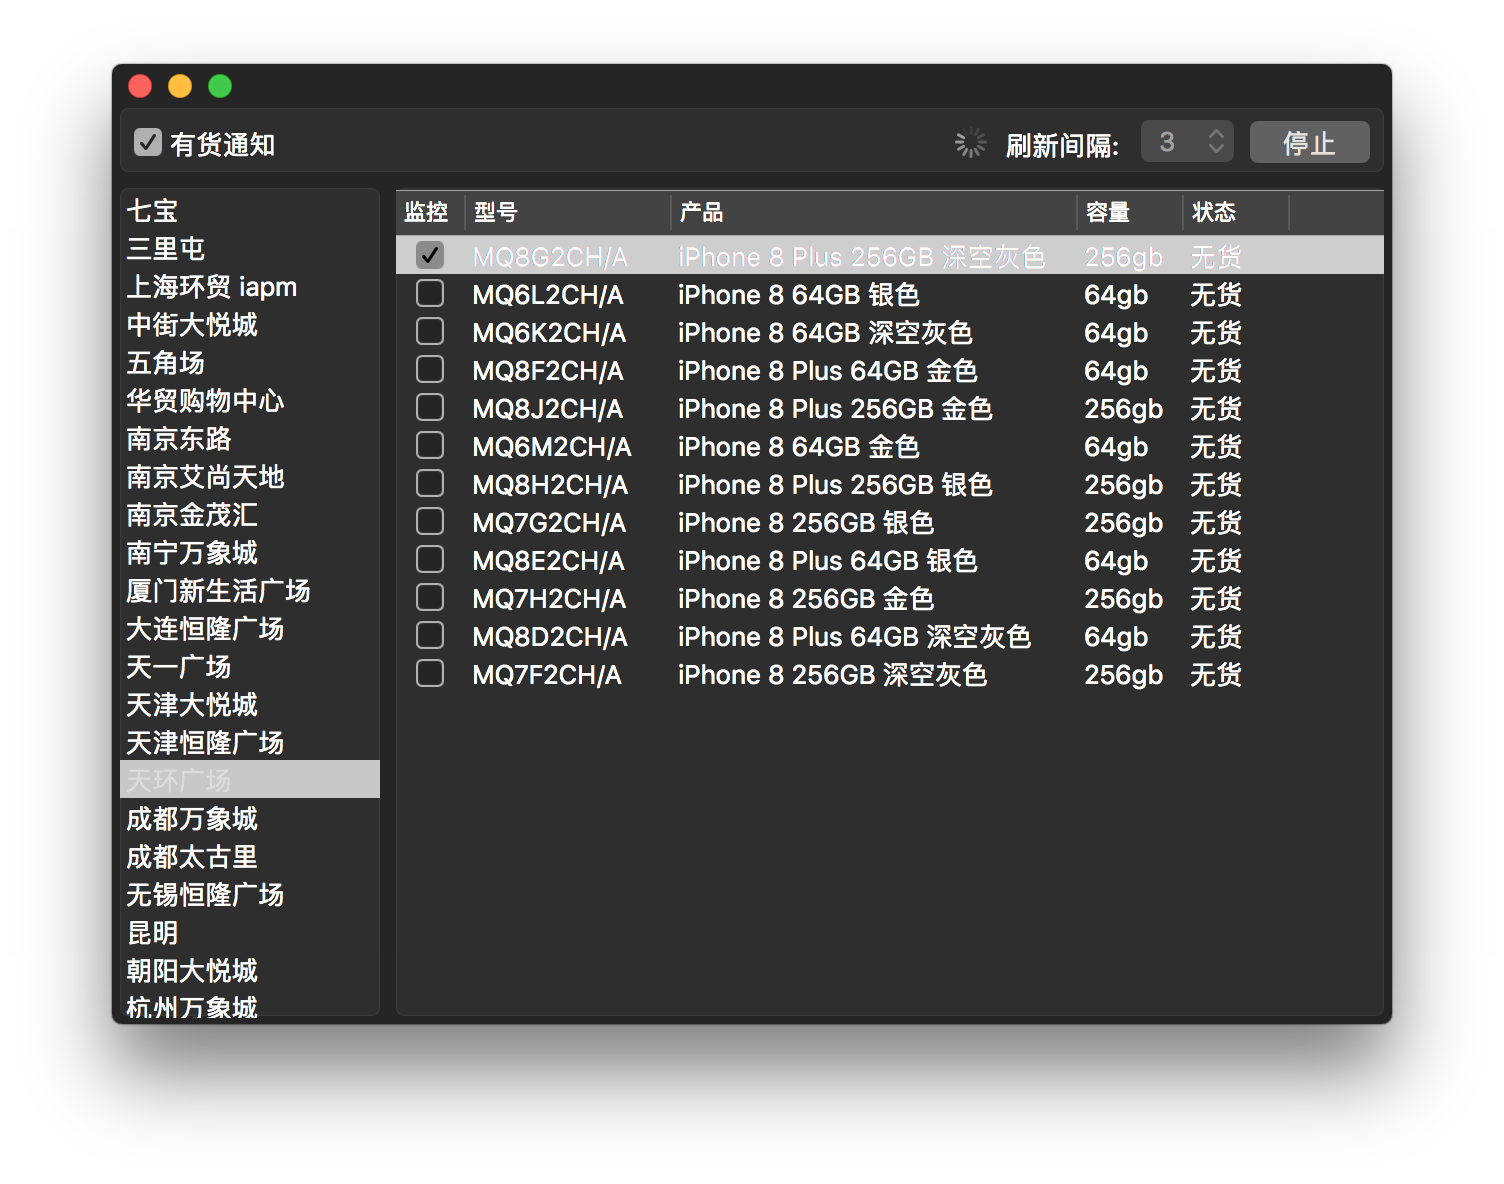 有货通知
刷新间隔: 3 停止
七宝
三里屯
上海环贸 iapm
中街大悦城
五角场
华贸购物中心
南京东路
南京艾尚天地
南京金茂汇
南宁万象城
厦门新生活广场
大连恒隆广场
天一广场
天津大悦城
天津恒隆广场
天环广场
成都万象城
成都太古里
无锡恒隆广场
昆明
朝阳大悦城
杭州万象城
监控 型号 产品 容量 状态
MQ8G2CH/A iPhone 8 Plus 256GB 深空灰色 256gb 无货
MQ6L2CH/A iPhone 8 64GB 银色 64gb 无货
MQ6K2CH/A iPhone 8 64GB 深空灰色 64gb 无货
MQ8F2CH/A iPhone 8 Plus 64GB 金色 64gb 无货
MQ8J2CH/A iPhone 8 Plus 256GB 金色 256gb 无货
MQ6M2CH/A iPhone 8 64GB 金色 64gb 无货
MQ8H2CH/A iPhone 8 Plus 256GB 银色 256gb 无货
MQ7G2CH/A iPhone 8 256GB 银色 256gb 无货
MQ8E2CH/A iPhone 8 Plus 64GB 银色 64gb 无货
MQ7H2CH/A iPhone 8 256GB 金色 256gb 无货
MQ8D2CH/A iPhone 8 Plus 64GB 深空灰色 64gb 无货
MQ7F2CH/A iPhone 8 256GB 深空灰色 256gb 无货